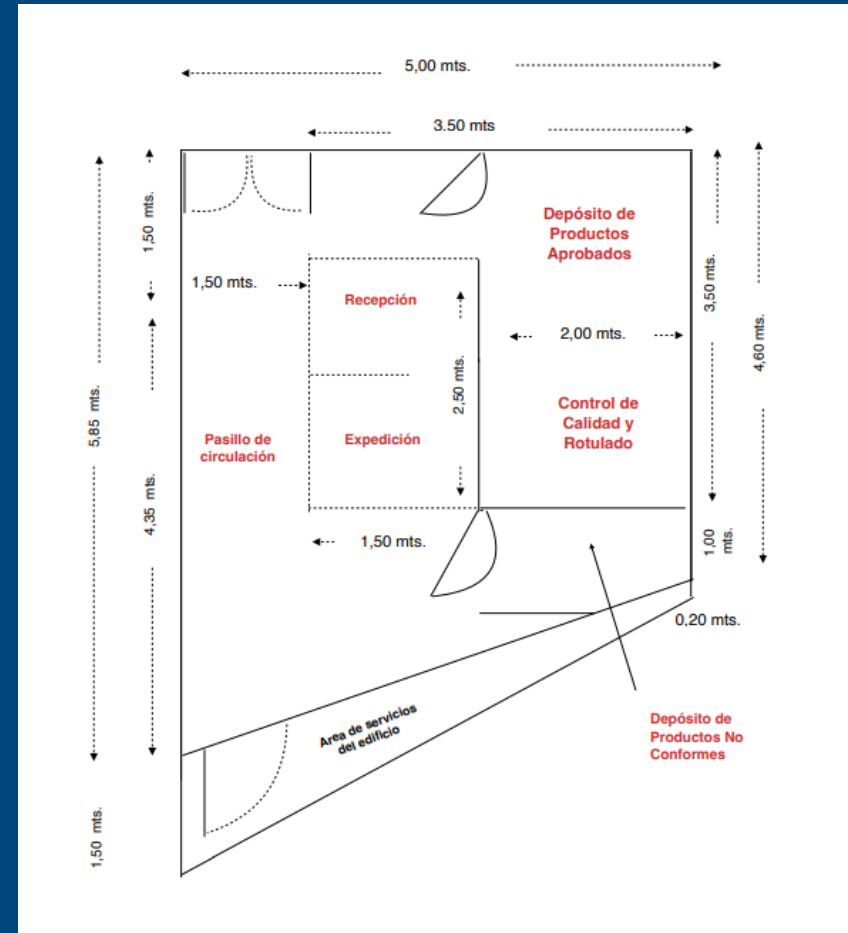 5,00 mts.
3.50 mts
1,50 mts.
Depósito de
Productos
Aprobados
1,50 mts.
Recepción
3,50 mts.
2,00 mts.
4,60 mts.
5,85 mts.
2,50 mts.
Control de
Calidad y
Rotulado
Pasillo de
circulación
Expedición
4,35 mts.
1,50 mts.
1,00
mts.
0,20 mts.
Area de servicios
del edificio
Depósito de
Productos No
Conformes
1,50 mts.